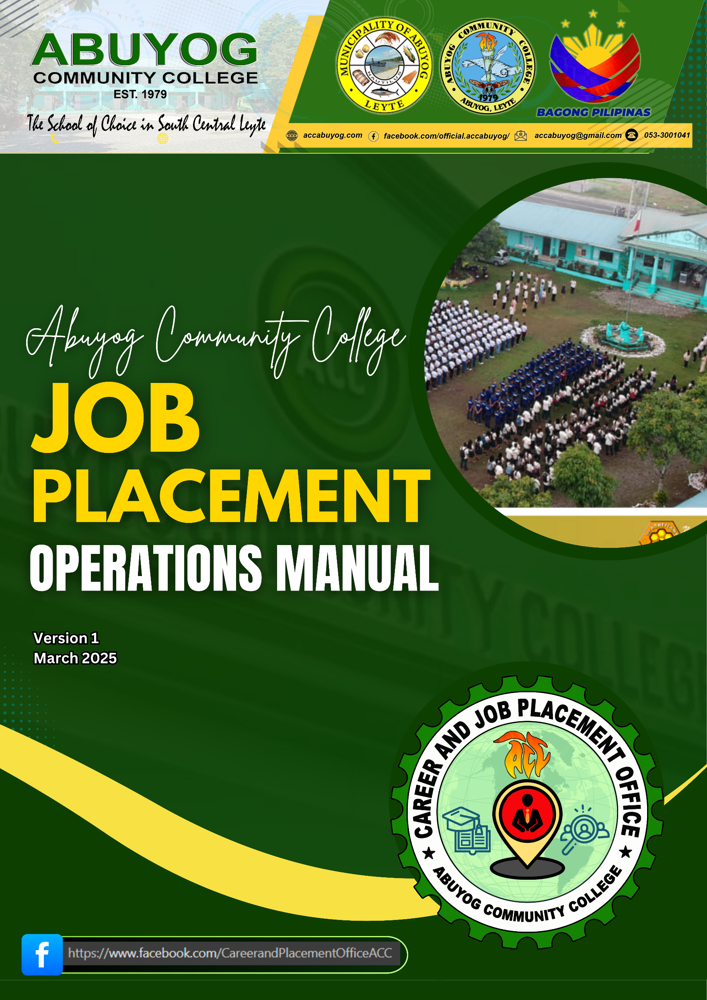 ABUYOG
COMMUNITY COLLEGE
EST. 1979
The School of Choice in South Central Leyte
MUNICIPALITY OF ABUYOG
NAUTILUS
• LEYTE •
ABUYOG COMMUNITY COLLEGE
ACC
1979
• ABUYOG, LEYTE •
BAGONG PILIPINAS
accabuyog.com
facebook.com/official.accabuyog/
accabuyog@gmail.com
053-3001041
Abuyog Community College
JOB
PLACEMENT
OPERATIONS MANUAL
Version 1
March 2025
CAREER AND JOB PLACEMENT OFFICE
ACC
★ ABUYOG COMMUNITY COLLEGE ★
https://www.facebook.com/CareerandPlacementOfficeACC